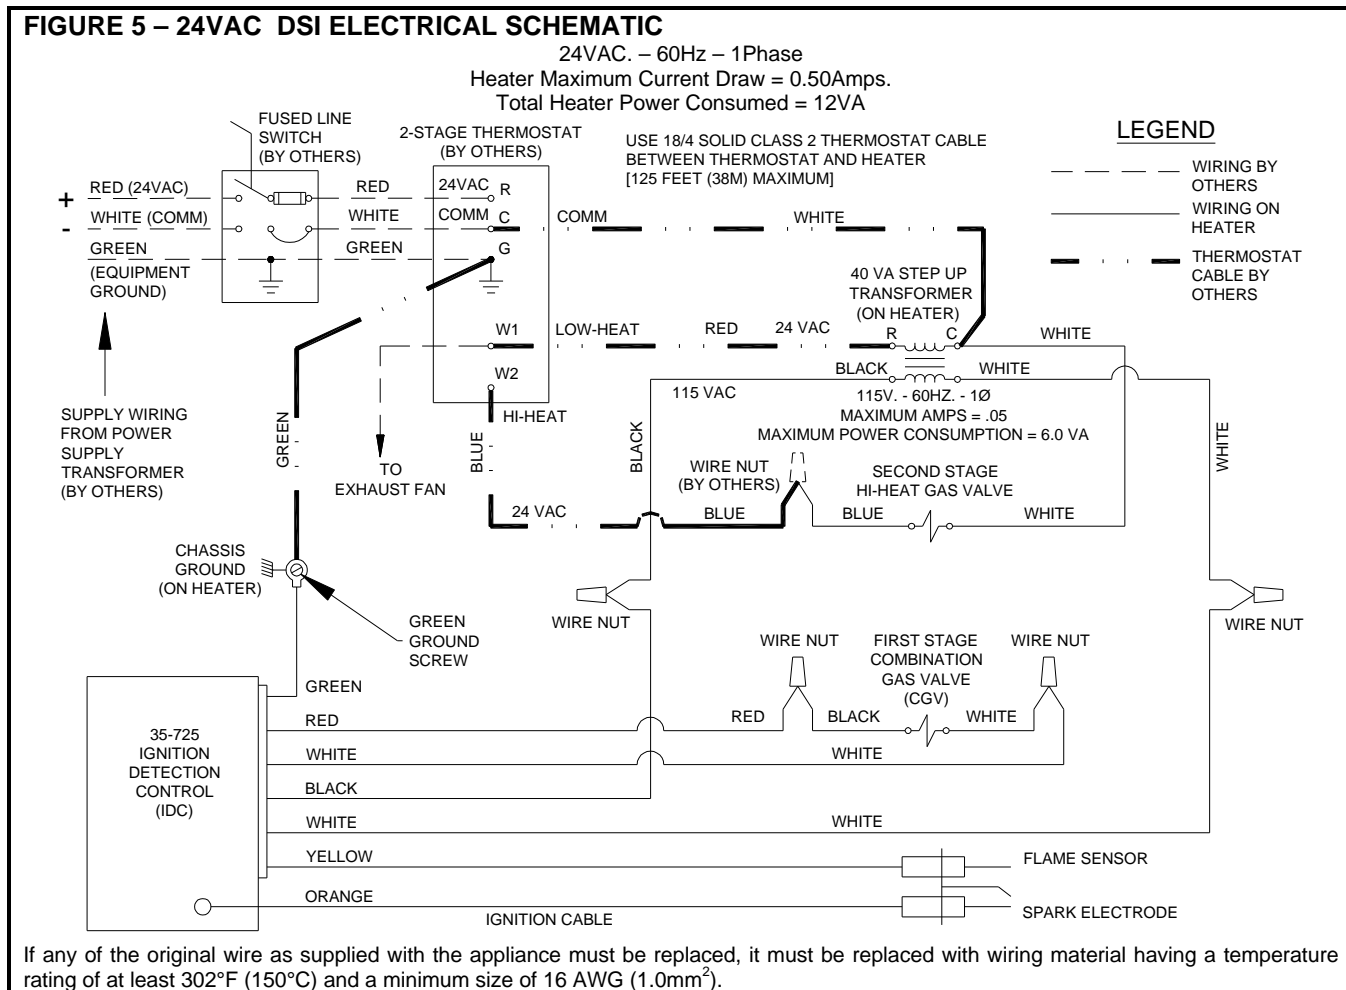 FIGURE 5 – 24VAC  DSI ELECTRICAL SCHEMATIC
24VAC. – 60Hz – 1Phase
Heater Maximum Current Draw = 0.50Amps.
Total Heater Power Consumed = 12VA
FUSED LINE
SWITCH
(BY OTHERS)
2-STAGE THERMOSTAT
(BY OTHERS)
USE 18/4 SOLID CLASS 2 THERMOSTAT CABLE
BETWEEN THERMOSTAT AND HEATER
[125 FEET (38M) MAXIMUM]
LEGEND
WIRING BY
OTHERS
WIRING ON
HEATER
THERMOSTAT
CABLE BY
OTHERS
+
RED (24VAC)
RED
24VAC
R
-
WHITE (COMM)
WHITE
COMM
C
COMM
WHITE
GREEN
GREEN
G
(EQUIPMENT
GROUND)
40 VA STEP UP
TRANSFORMER
(ON HEATER)
W1
LOW-HEAT
RED
24 VAC
R
C
WHITE
W2
BLACK
WHITE
HI-HEAT
115 VAC
115V. - 60HZ. - 1Ø
MAXIMUM AMPS = .05
MAXIMUM POWER CONSUMPTION = 6.0 VA
SUPPLY WIRING
FROM POWER
SUPPLY
TRANSFORMER
(BY OTHERS)
GREEN
TO
EXHAUST FAN
BLUE
BLACK
WHITE
WIRE NUT
(BY OTHERS)
SECOND STAGE
HI-HEAT GAS VALVE
24 VAC
BLUE
BLUE
WHITE
CHASSIS
GROUND
(ON HEATER)
GREEN
GROUND
SCREW
WIRE NUT
WIRE NUT
WIRE NUT
FIRST STAGE
COMBINATION
GAS VALVE
(CGV)
WIRE NUT
35-725
IGNITION
DETECTION
CONTROL
(IDC)
GREEN
RED
RED
BLACK
WHITE
WHITE
WHITE
BLACK
WHITE
WHITE
YELLOW
FLAME SENSOR
ORANGE
IGNITION CABLE
SPARK ELECTRODE
If any of the original wire as supplied with the appliance must be replaced, it must be replaced with wiring material having a temperature
rating of at least 302°F (150°C) and a minimum size of 16 AWG (1.0mm²).